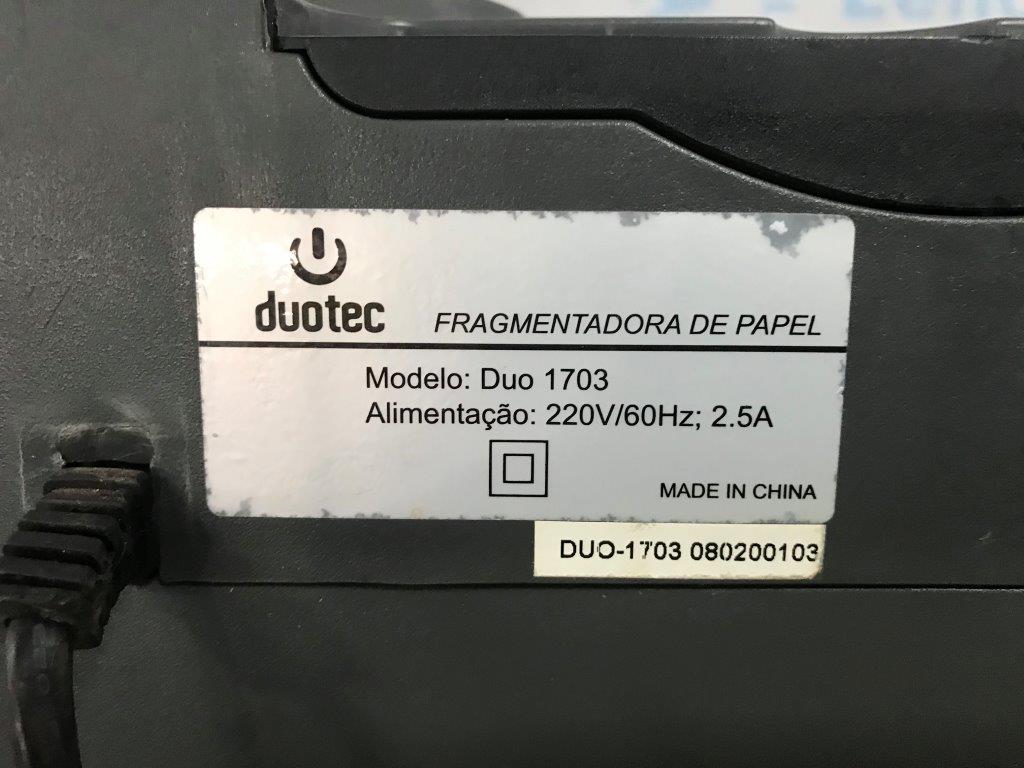 duotec
FRAGMENTADORA DE PAPEL
Modelo: Duo 1703
Alimentação: 220V/60Hz; 2.5A
MADE IN CHINA
DUO-1703 080200103